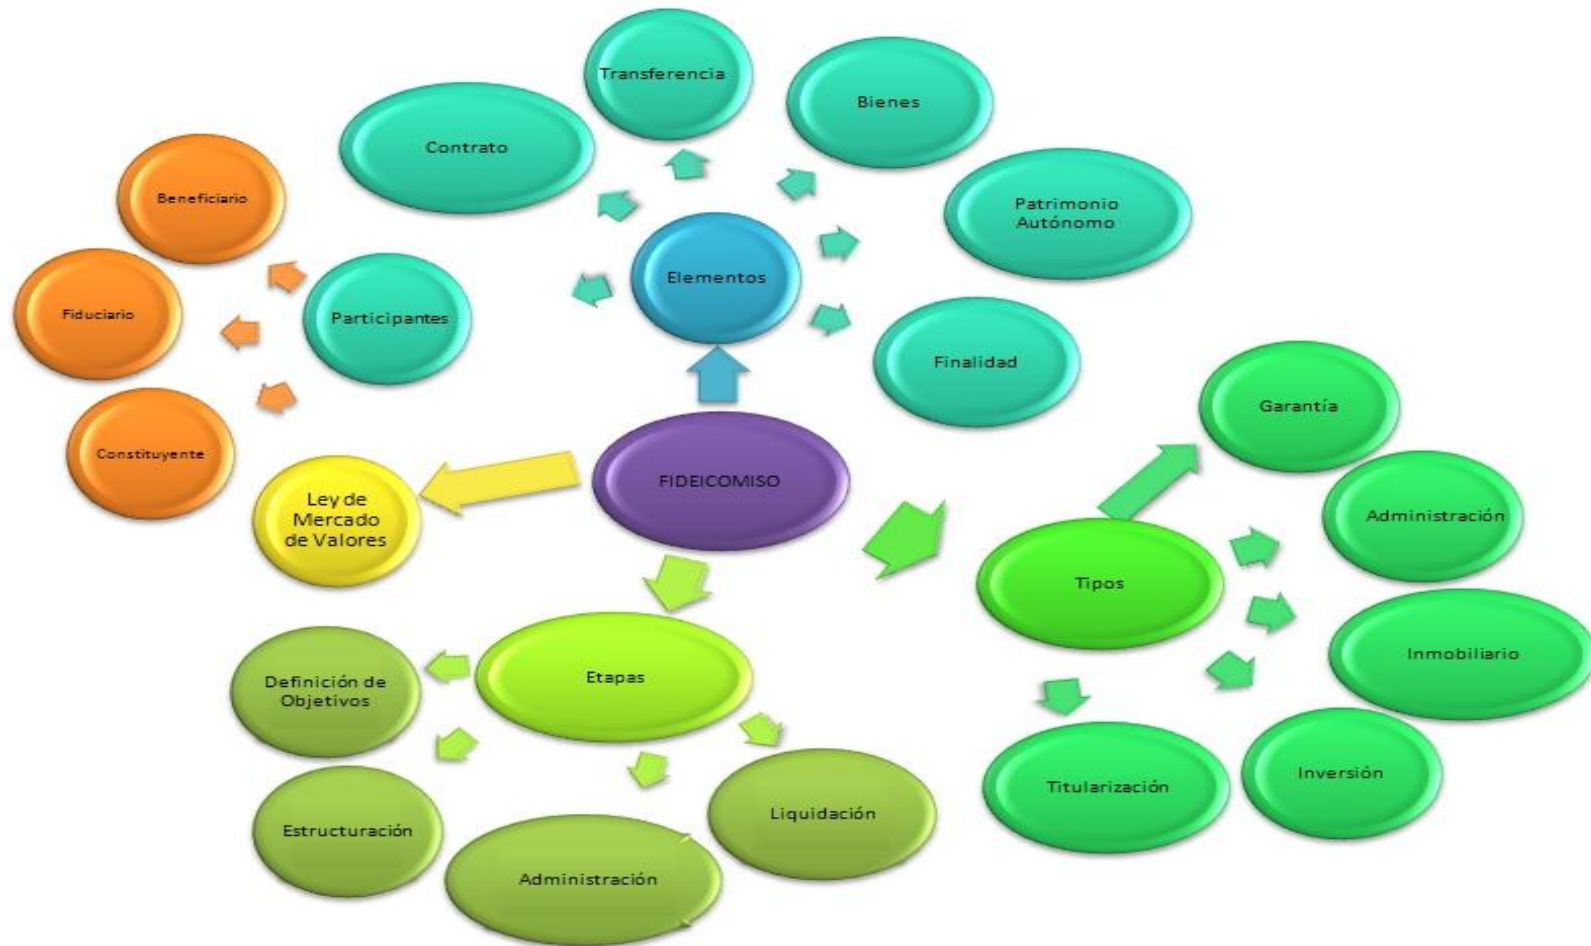 Transferencia
Bienes
Contrato
Patrimonio
Autónomo
Beneficiario
Elementos
Fiduciario
Participantes
Finalidad
Constituyente
Garantía
FIDEICOMISO
Ley de
Mercado
de Valores
Administración
Tipos
Inmobiliario
Etapas
Definición de
Objetivos
Inversión
Titularización
Liquidación
Estructuración
Administración